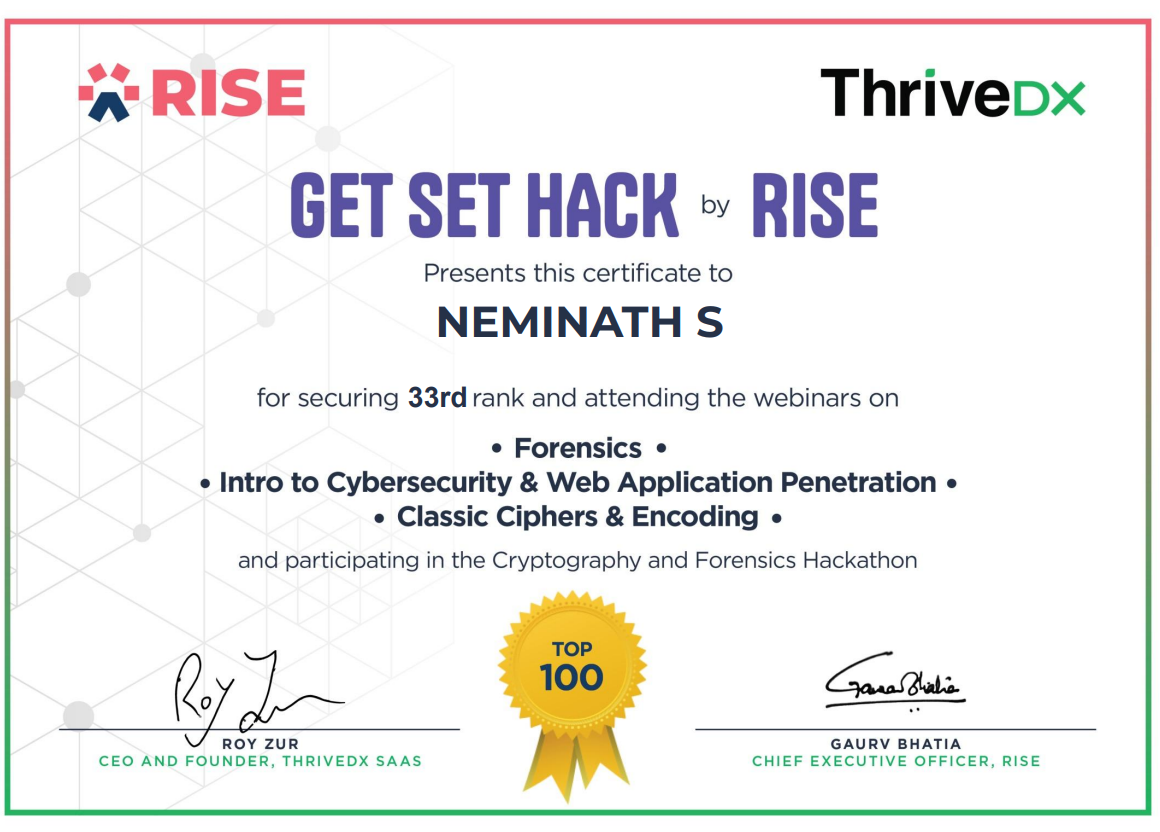 RISE
ThriveDX
GET SET HACK by RISE
Presents this certificate to
NEMINATH S
for securing 33rd rank and attending the webinars on
• Forensics •
• Intro to Cybersecurity & Web Application Penetration •
• Classic Ciphers & Encoding •
and participating in the Cryptography and Forensics Hackathon
TOP
100
Roy Zur
Gaurv Bhatia
ROY ZUR
CEO AND FOUNDER, THRIVEDX SAAS
GAURV BHATIA
CHIEF EXECUTIVE OFFICER, RISE